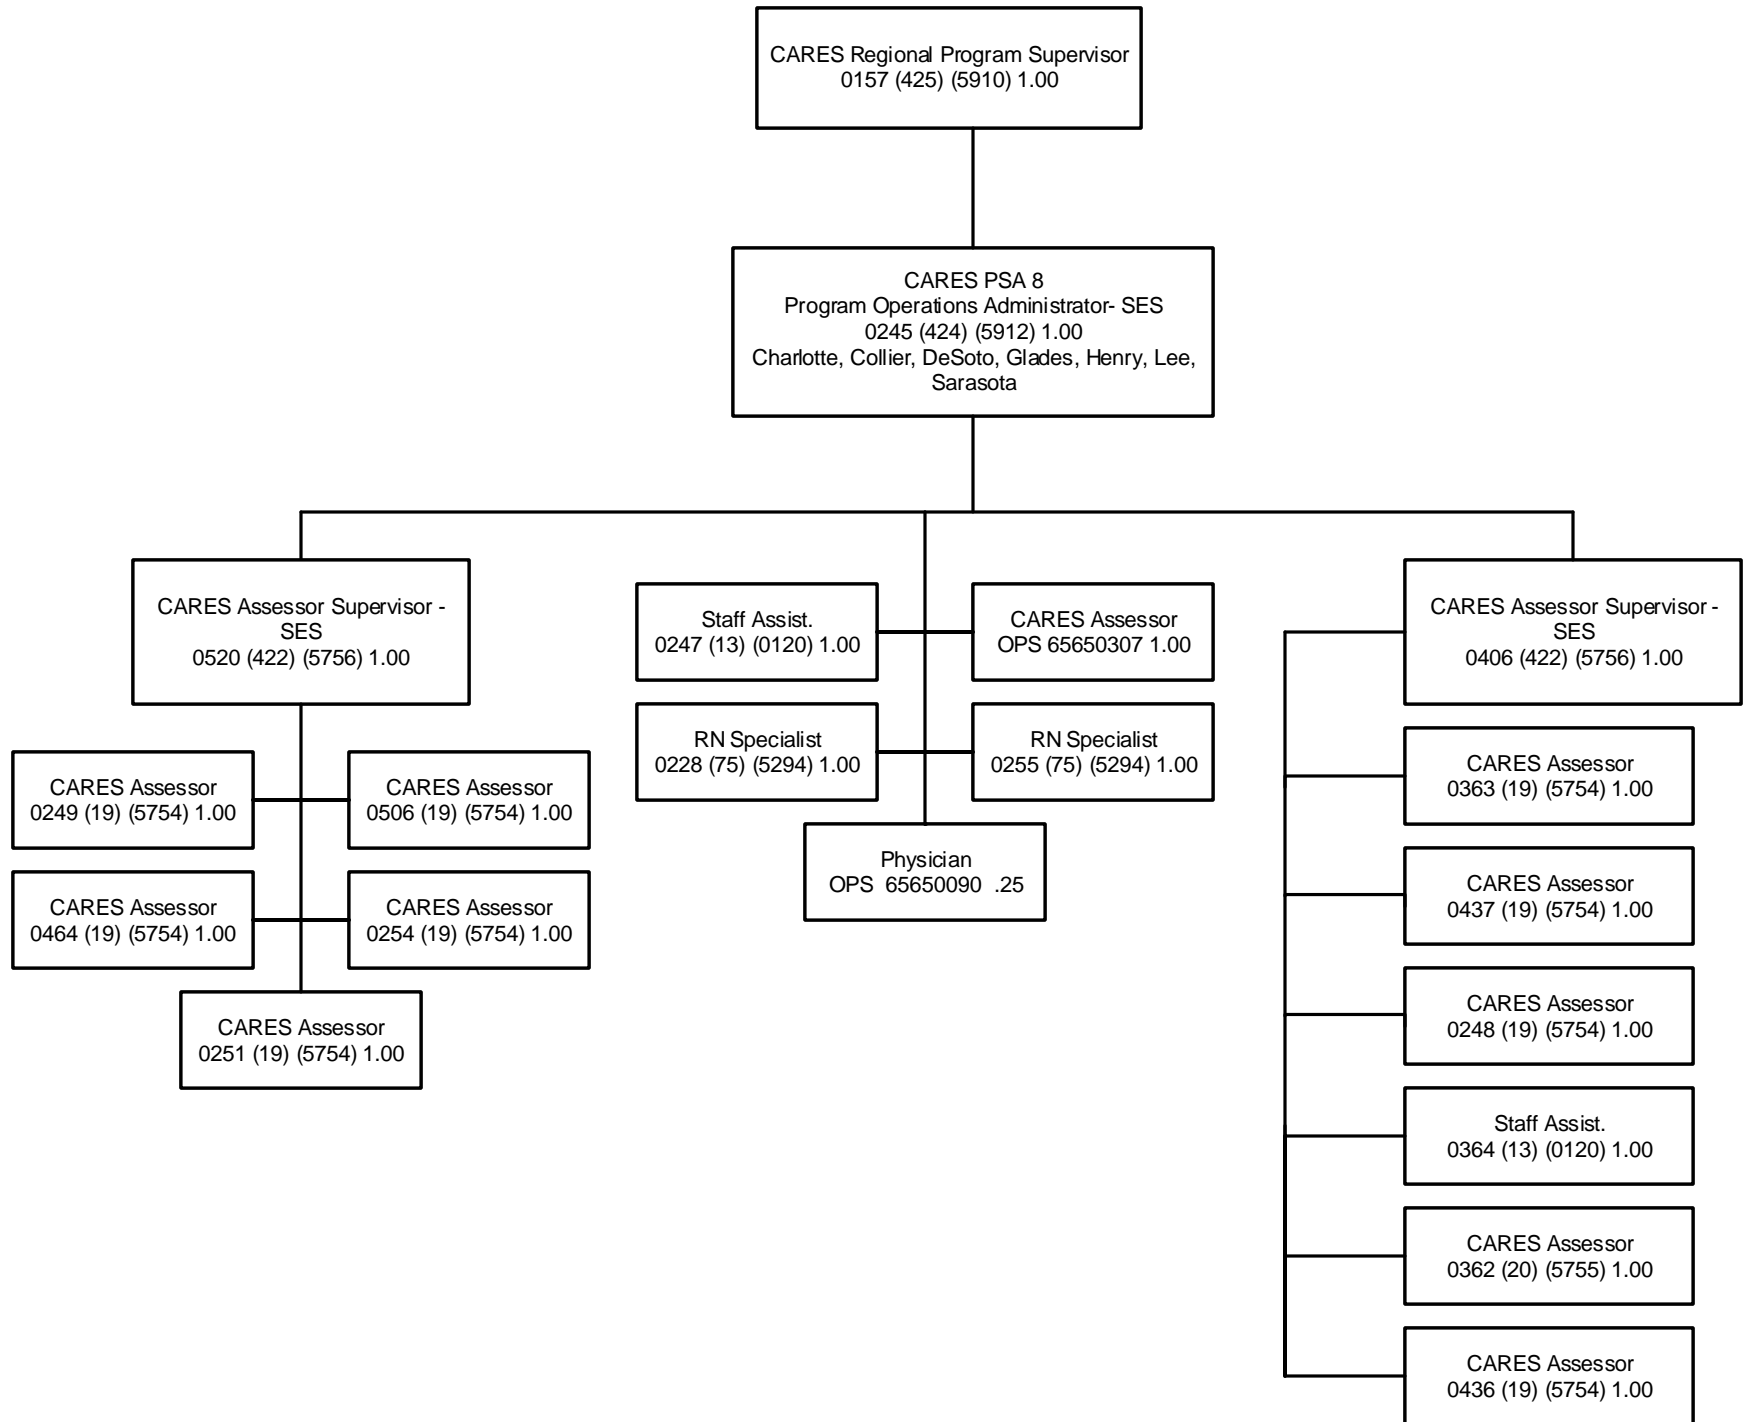 CARES Regional Program Supervisor
0157 (425) (5910) 1.00
CARES PSA 8
Program Operations Administrator- SES
0245 (424) (5912) 1.00
Charlotte, Collier, DeSoto, Glades, Henry, Lee,
Sarasota
CARES Assessor Supervisor -
SES
0520 (422) (5756) 1.00
CARES Assessor
0249 (19) (5754) 1.00
CARES Assessor
0506 (19) (5754) 1.00
CARES Assessor
0464 (19) (5754) 1.00
CARES Assessor
0254 (19) (5754) 1.00
CARES Assessor
0251 (19) (5754) 1.00
Staff Assist.
0247 (13) (0120) 1.00
CARES Assessor
OPS 65650307 1.00
RN Specialist
0228 (75) (5294) 1.00
RN Specialist
0255 (75) (5294) 1.00
Physician
OPS 65650090 .25
CARES Assessor Supervisor -
SES
0406 (422) (5756) 1.00
CARES Assessor
0363 (19) (5754) 1.00
CARES Assessor
0437 (19) (5754) 1.00
CARES Assessor
0248 (19) (5754) 1.00
Staff Assist.
0364 (13) (0120) 1.00
CARES Assessor
0362 (20) (5755) 1.00
CARES Assessor
0436 (19) (5754) 1.00